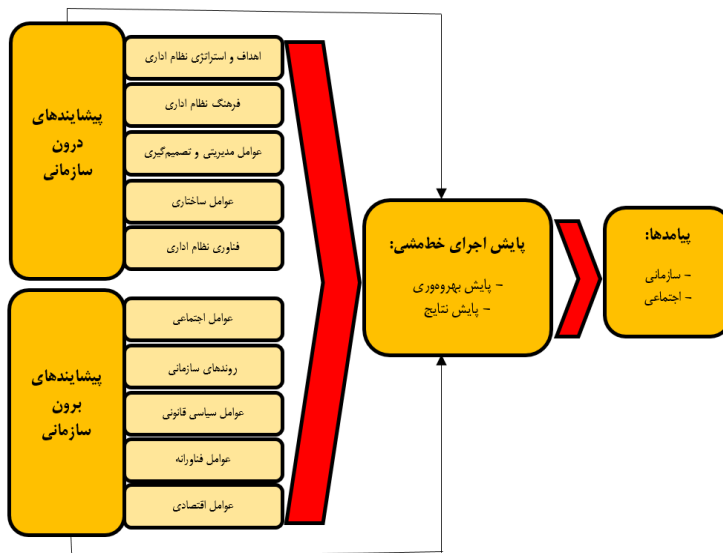 پیشایندهای
درون
سازمانی
اهداف و استراتژی نظام اداری
فرهنگ نظام اداری
عوامل مدیریتی و تصمیم‌گیری
عوامل ساختاری
فناوری نظام اداری
پیشایندهای
برون
سازمانی
عوامل اجتماعی
روندهای سازمانی
عوامل سیاسی قانونی
عوامل فناورانه
عوامل اقتصادی
پایش اجرای خط‌مشی:
- پایش بهروه‌وری
- پایش نتایج
پیامدها:
- سازمانی
- اجتماعی